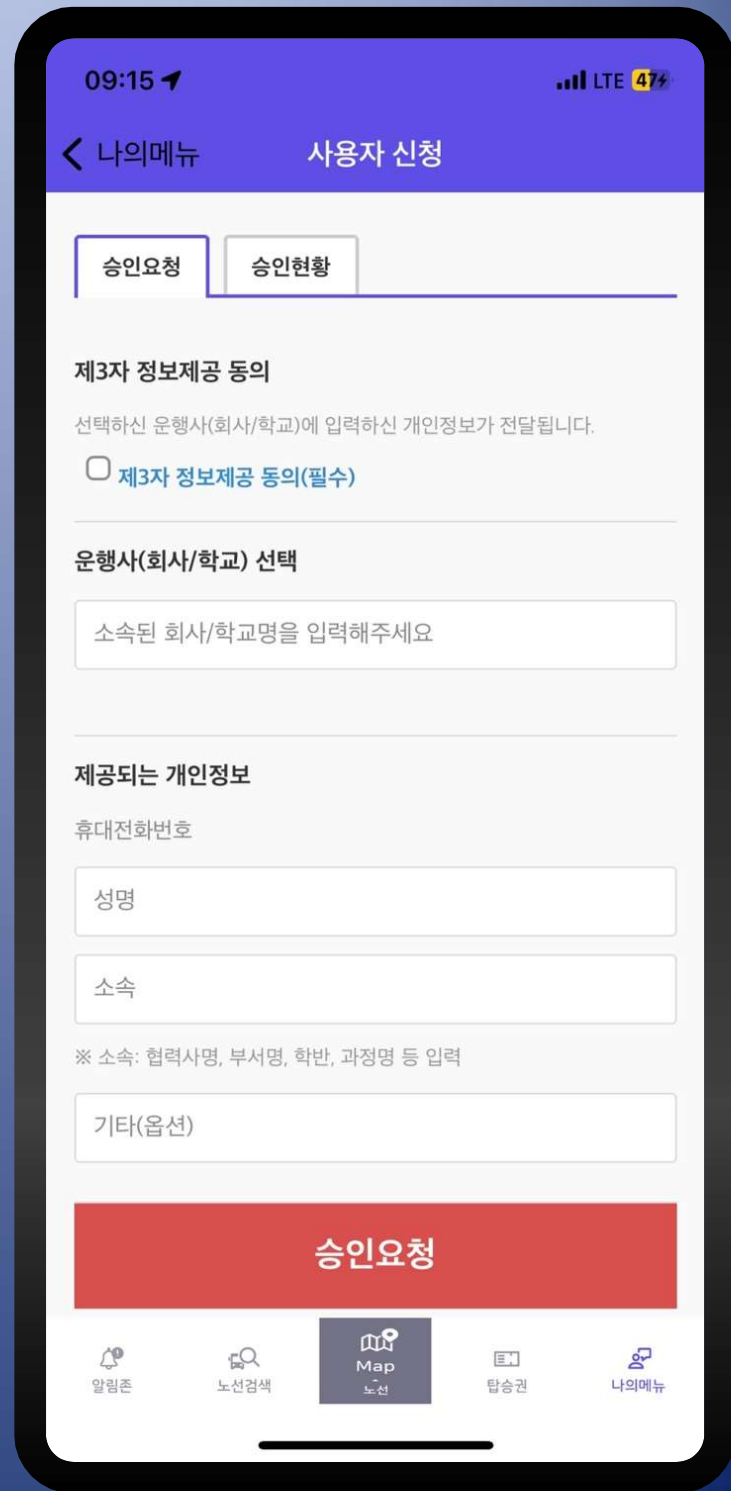 09:15
LTE 47
나의메뉴
사용자 신청
승인요청
승인현황
제3자 정보제공 동의
선택하신 운행사(회사/학교)에 입력하신 개인정보가 전달됩니다.
제3자 정보제공 동의(필수)
운행사(회사/학교) 선택
소속된 회사/학교명을 입력해주세요
제공되는 개인정보
휴대전화번호
성명
소속
※ 소속: 협력사명, 부서명, 학반, 과정명 등 입력
기타(옵션)
승인요청
알림존
노선검색
Map
노선
탑승권
나의메뉴